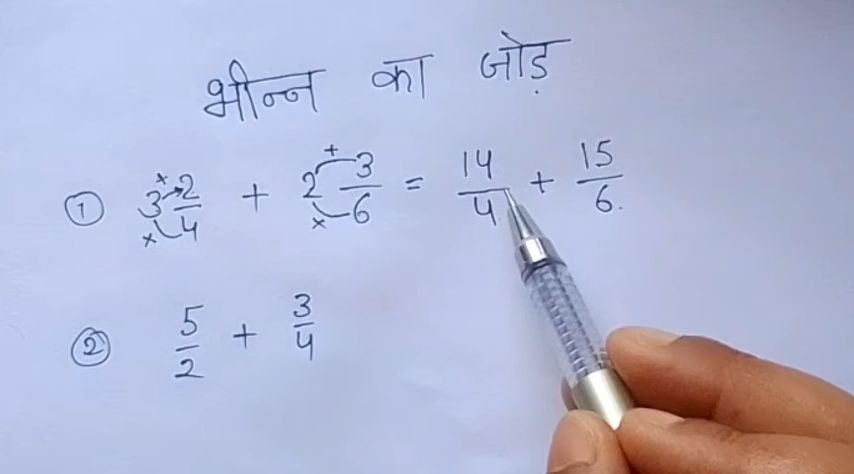 भीन्न का जोड़
① 3 2/4 + 2 3/6 = 14/4 + 15/6
② 5/2 + 3/4